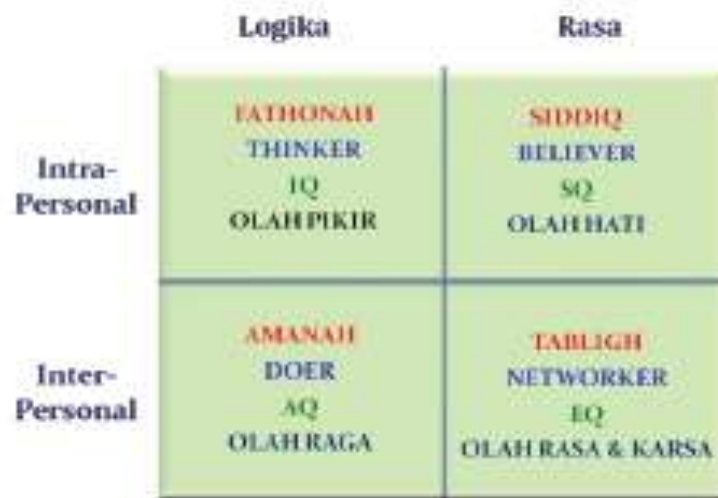 Logika
Rasa
Intra-
Personal
FATHONAH
THINKER
IQ
OLAH PIKIR
SIDDIQ
BELIEVER
SQ
OLAH HATI
Inter-
Personal
AMANAH
DOER
AQ
OLAH RAGA
TABLIGH
NETWORKER
EQ
OLAH RASA & KARSA